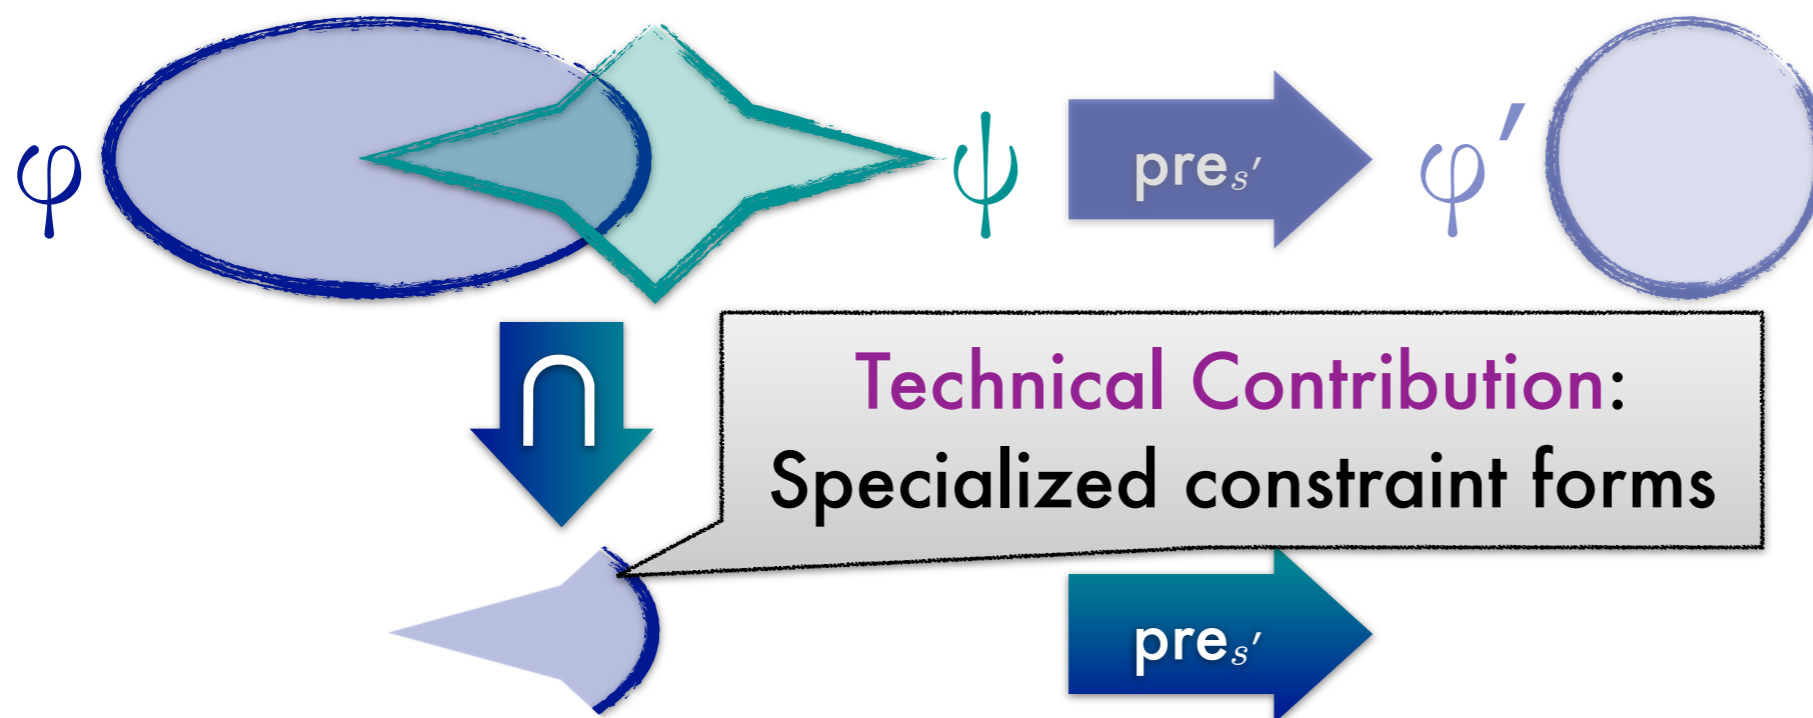 φ
ψ
pre_s′
φ′
∩
Technical Contribution:
Specialized constraint forms
pre_s′